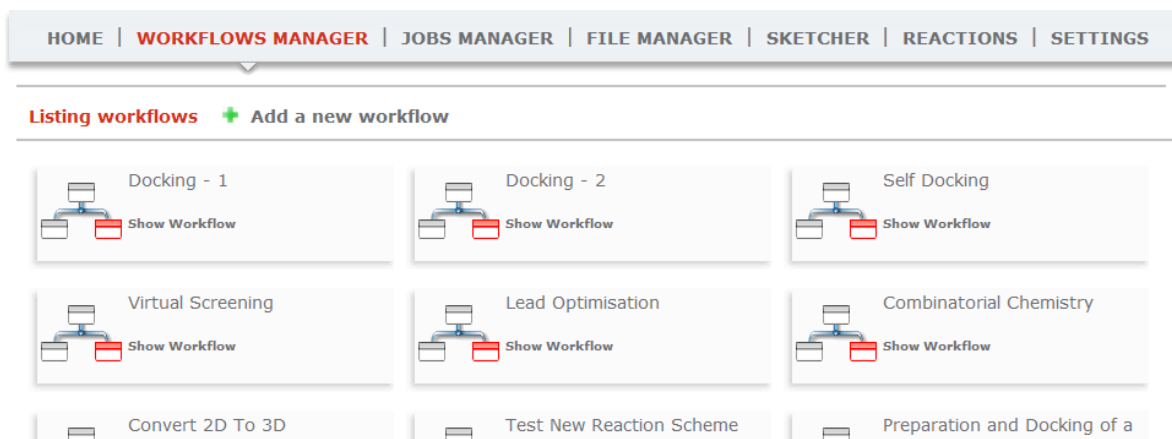 HOME | WORKFLOWS MANAGER | JOBS MANAGER | FILE MANAGER | SKETCHER | REACTIONS | SETTINGS
Listing workflows Add a new workflow
Docking - 1 Docking - 2 Self Docking
Show Workflow Show Workflow Show Workflow
Virtual Screening Lead Optimisation Combinatorial Chemistry
Show Workflow Show Workflow Show Workflow
Convert 2D To 3D Test New Reaction Scheme Preparation and Docking of a